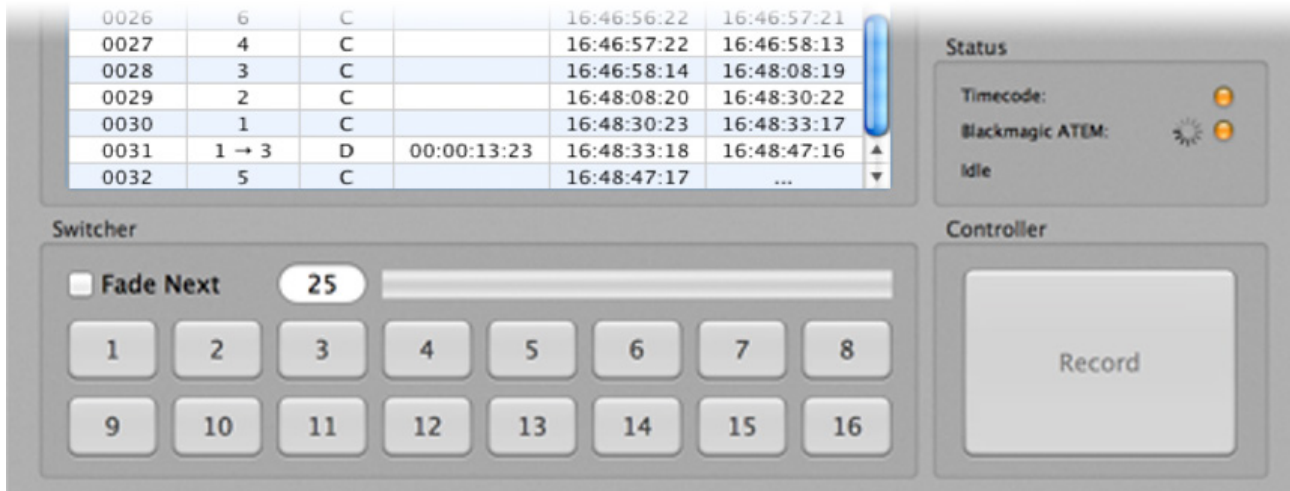 0026 6 C 16:46:56:22 16:46:57:21
0027 4 C 16:46:57:22 16:46:58:13
0028 3 C 16:46:58:14 16:48:08:19
0029 2 C 16:48:08:20 16:48:30:22
0030 1 C 16:48:30:23 16:48:33:17
0031 1 → 3 D 00:00:13:23 16:48:33:18 16:48:47:16
0032 5 C 16:48:47:17 ...
Status
Timecode:
Blackmagic ATEM:
Idle
Switcher
Fade Next 25
1 2 3 4 5 6 7 8
9 10 11 12 13 14 15 16
Controller
Record